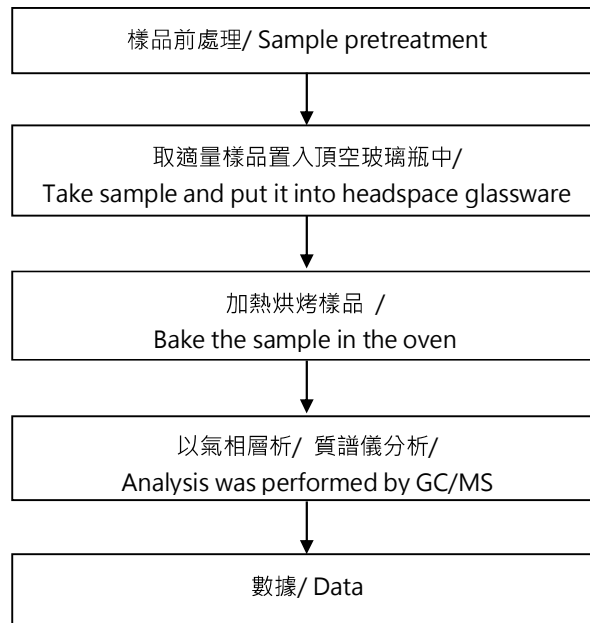 樣品前處理/ Sample pretreatment
取適量樣品置入頂空玻璃瓶中/
Take sample and put it into headspace glassware
加熱烘烤樣品 /
Bake the sample in the oven
以氣相層析/ 質譜儀分析/
Analysis was performed by GC/MS
數據/ Data